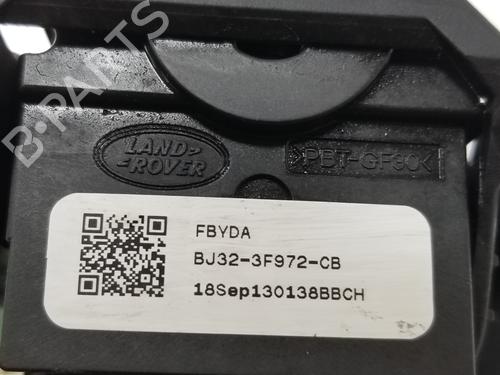 B-PARTS
LAND-
-ROVER
>PBT-GF30<
FBYDA
BJ32-3F972-CB
18Sep130138BBCH